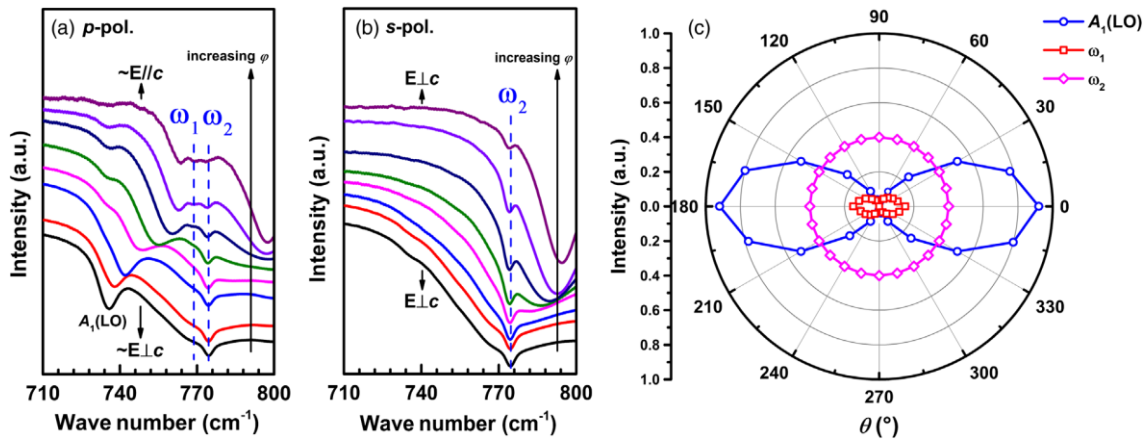 (a) p-pol.
increasing φ
~E//c
ω1 ω2
A1(LO)
~E⊥c
710 740 770 800
Wave number (cm-1)
Intensity (a.u.)
(b) s-pol.
increasing φ
E⊥c
ω2
E⊥c
710 740 770 800
Wave number (cm-1)
Intensity (a.u.)
(c)
A1(LO)
ω1
ω2
1.0
0.8
0.6
0.4
0.2
0.0
0.2
0.4
0.6
0.8
1.0
Intensity (a.u.)
90
120 60
150 30
180 0
210 330
240 300
270
θ (°)